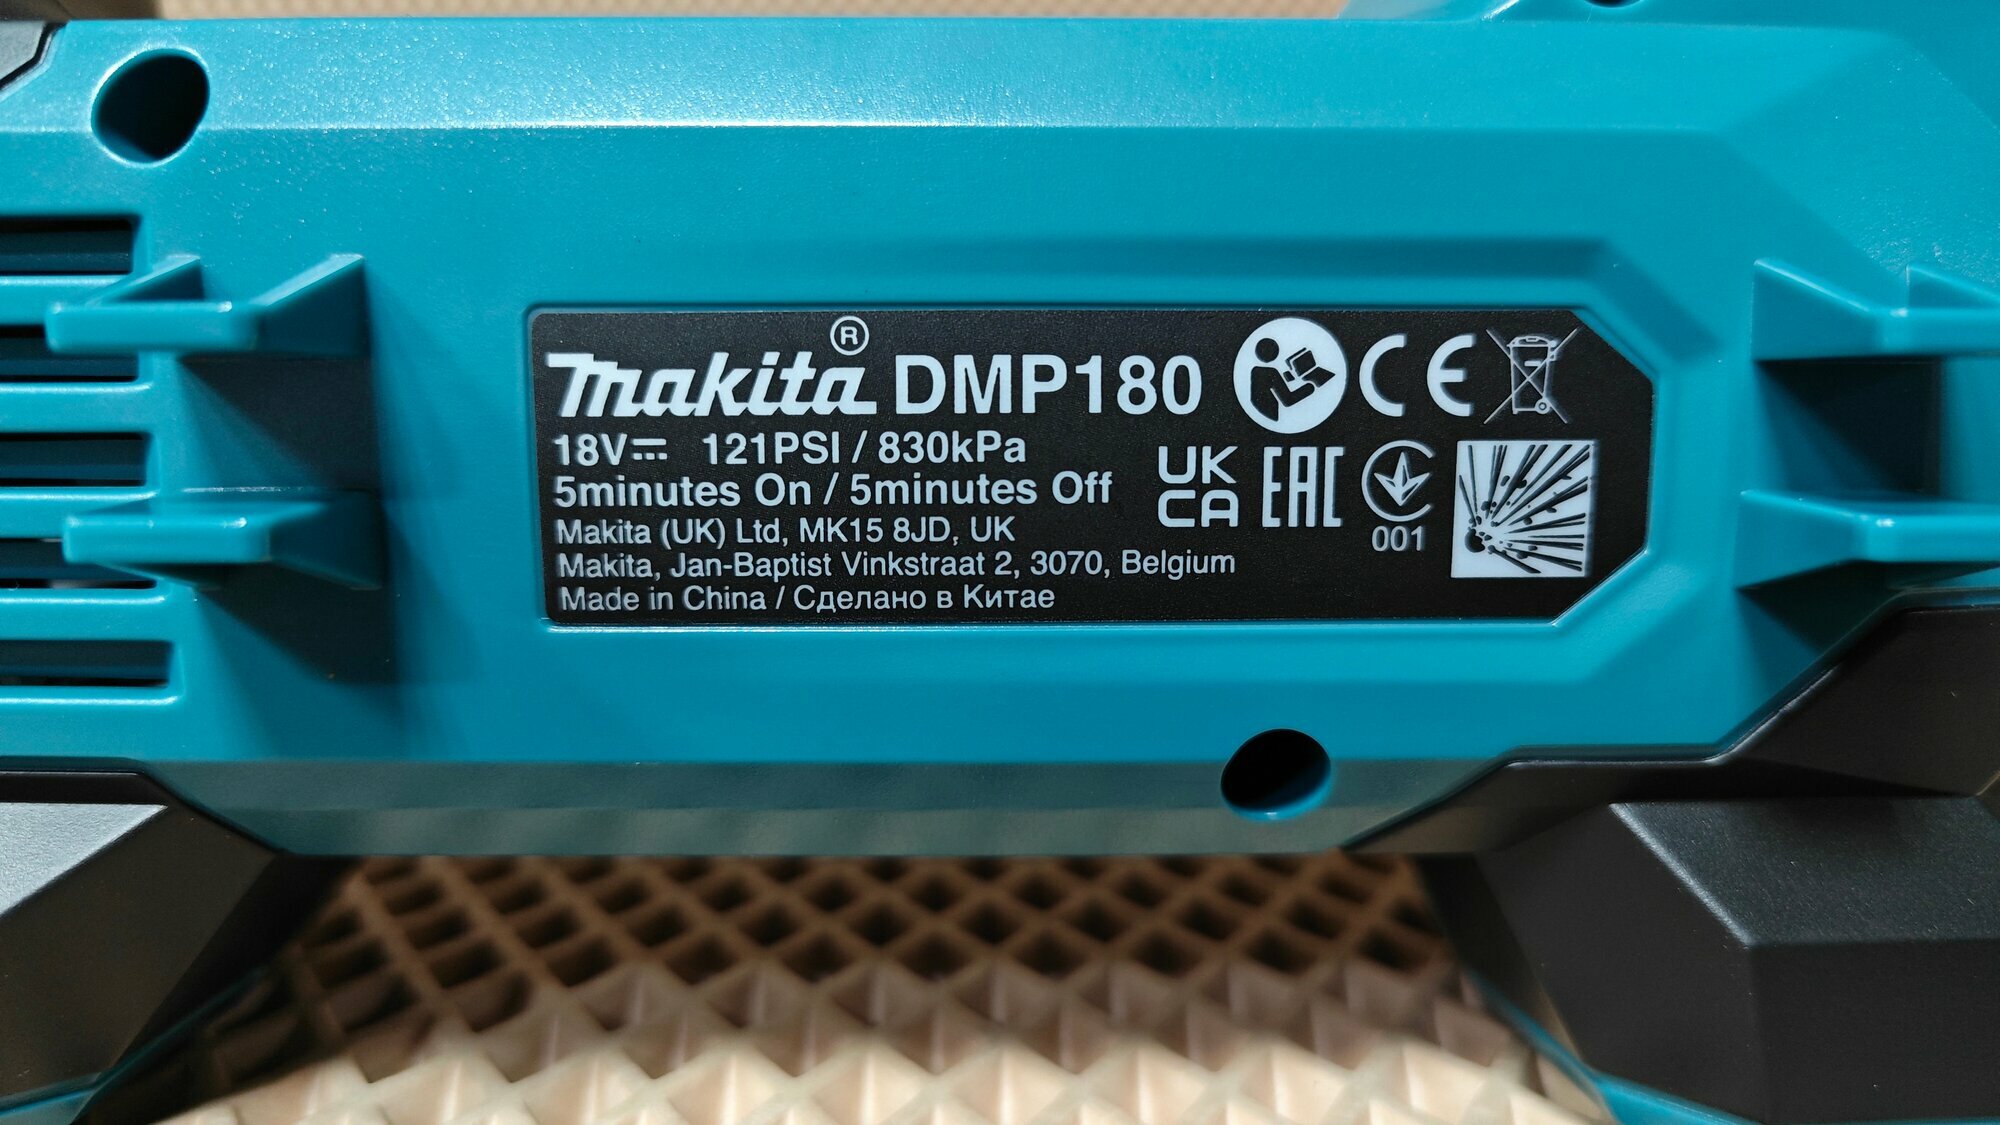 makita® DMP180
CE
18V 121PSI / 830kPa
5minutes On / 5minutes Off
UK
CA
EAC
001
Makita (UK) Ltd, MK15 8JD, UK
Makita, Jan-Baptist Vinkstraat 2, 3070, Belgium
Made in China / Сделано в Китае